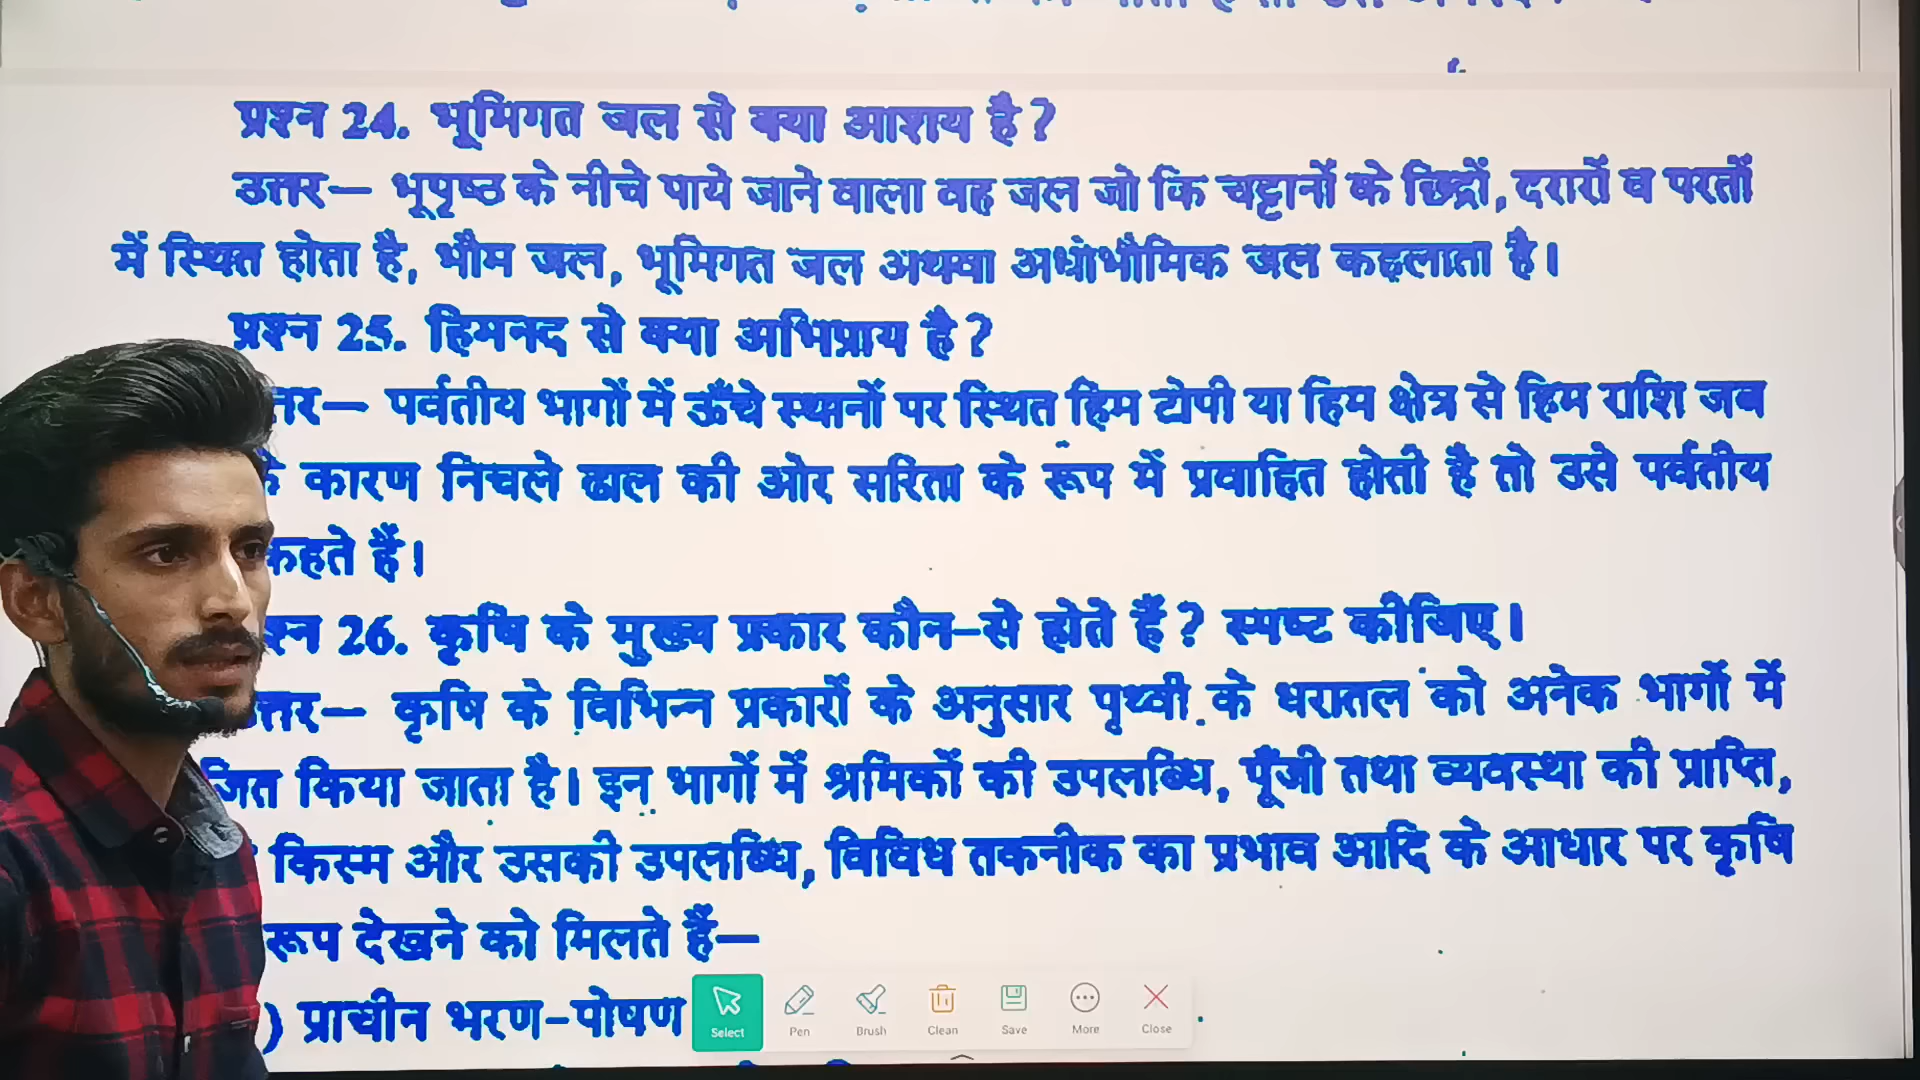 प्रश्न 24. भूमिगत जल से क्या आशय है ?
उत्तर— भूपृष्ठ के नीचे पाये जाने वाला वह जल जो कि चट्टानों के छिद्रों, दरारों व परतों
में स्थित होता है, भौम जल, भूमिगत जल अथवा अधोभौमिक जल कहलाता है।
प्रश्न 25. हिमनद से क्या अभिप्राय है ?
त्तर— पर्वतीय भागों में ऊँचे स्थानों पर स्थित हिम टोपी या हिम क्षेत्र से हिम राशि जब
के कारण निचले ढाल की ओर सरिता के रूप में प्रवाहित होती है तो उसे पर्वतीय
कहते हैं।
श्न 26. कृषि के मुख्य प्रकार कौन-से होते हैं ? स्पष्ट कीजिए।
त्तर— कृषि के विभिन्न प्रकारों के अनुसार पृथ्वी के धरातल को अनेक भागों में
जित किया जाता है। इन भागों में श्रमिकों की उपलब्धि, पूँजी तथा व्यवस्था की प्राप्ति,
किस्म और उसकी उपलब्धि, विविध तकनीक का प्रभाव आदि के आधार पर कृषि
रूप देखने को मिलते हैं—
) प्राचीन भरण-पोषण
Select Pen Brush Clean Save More Close